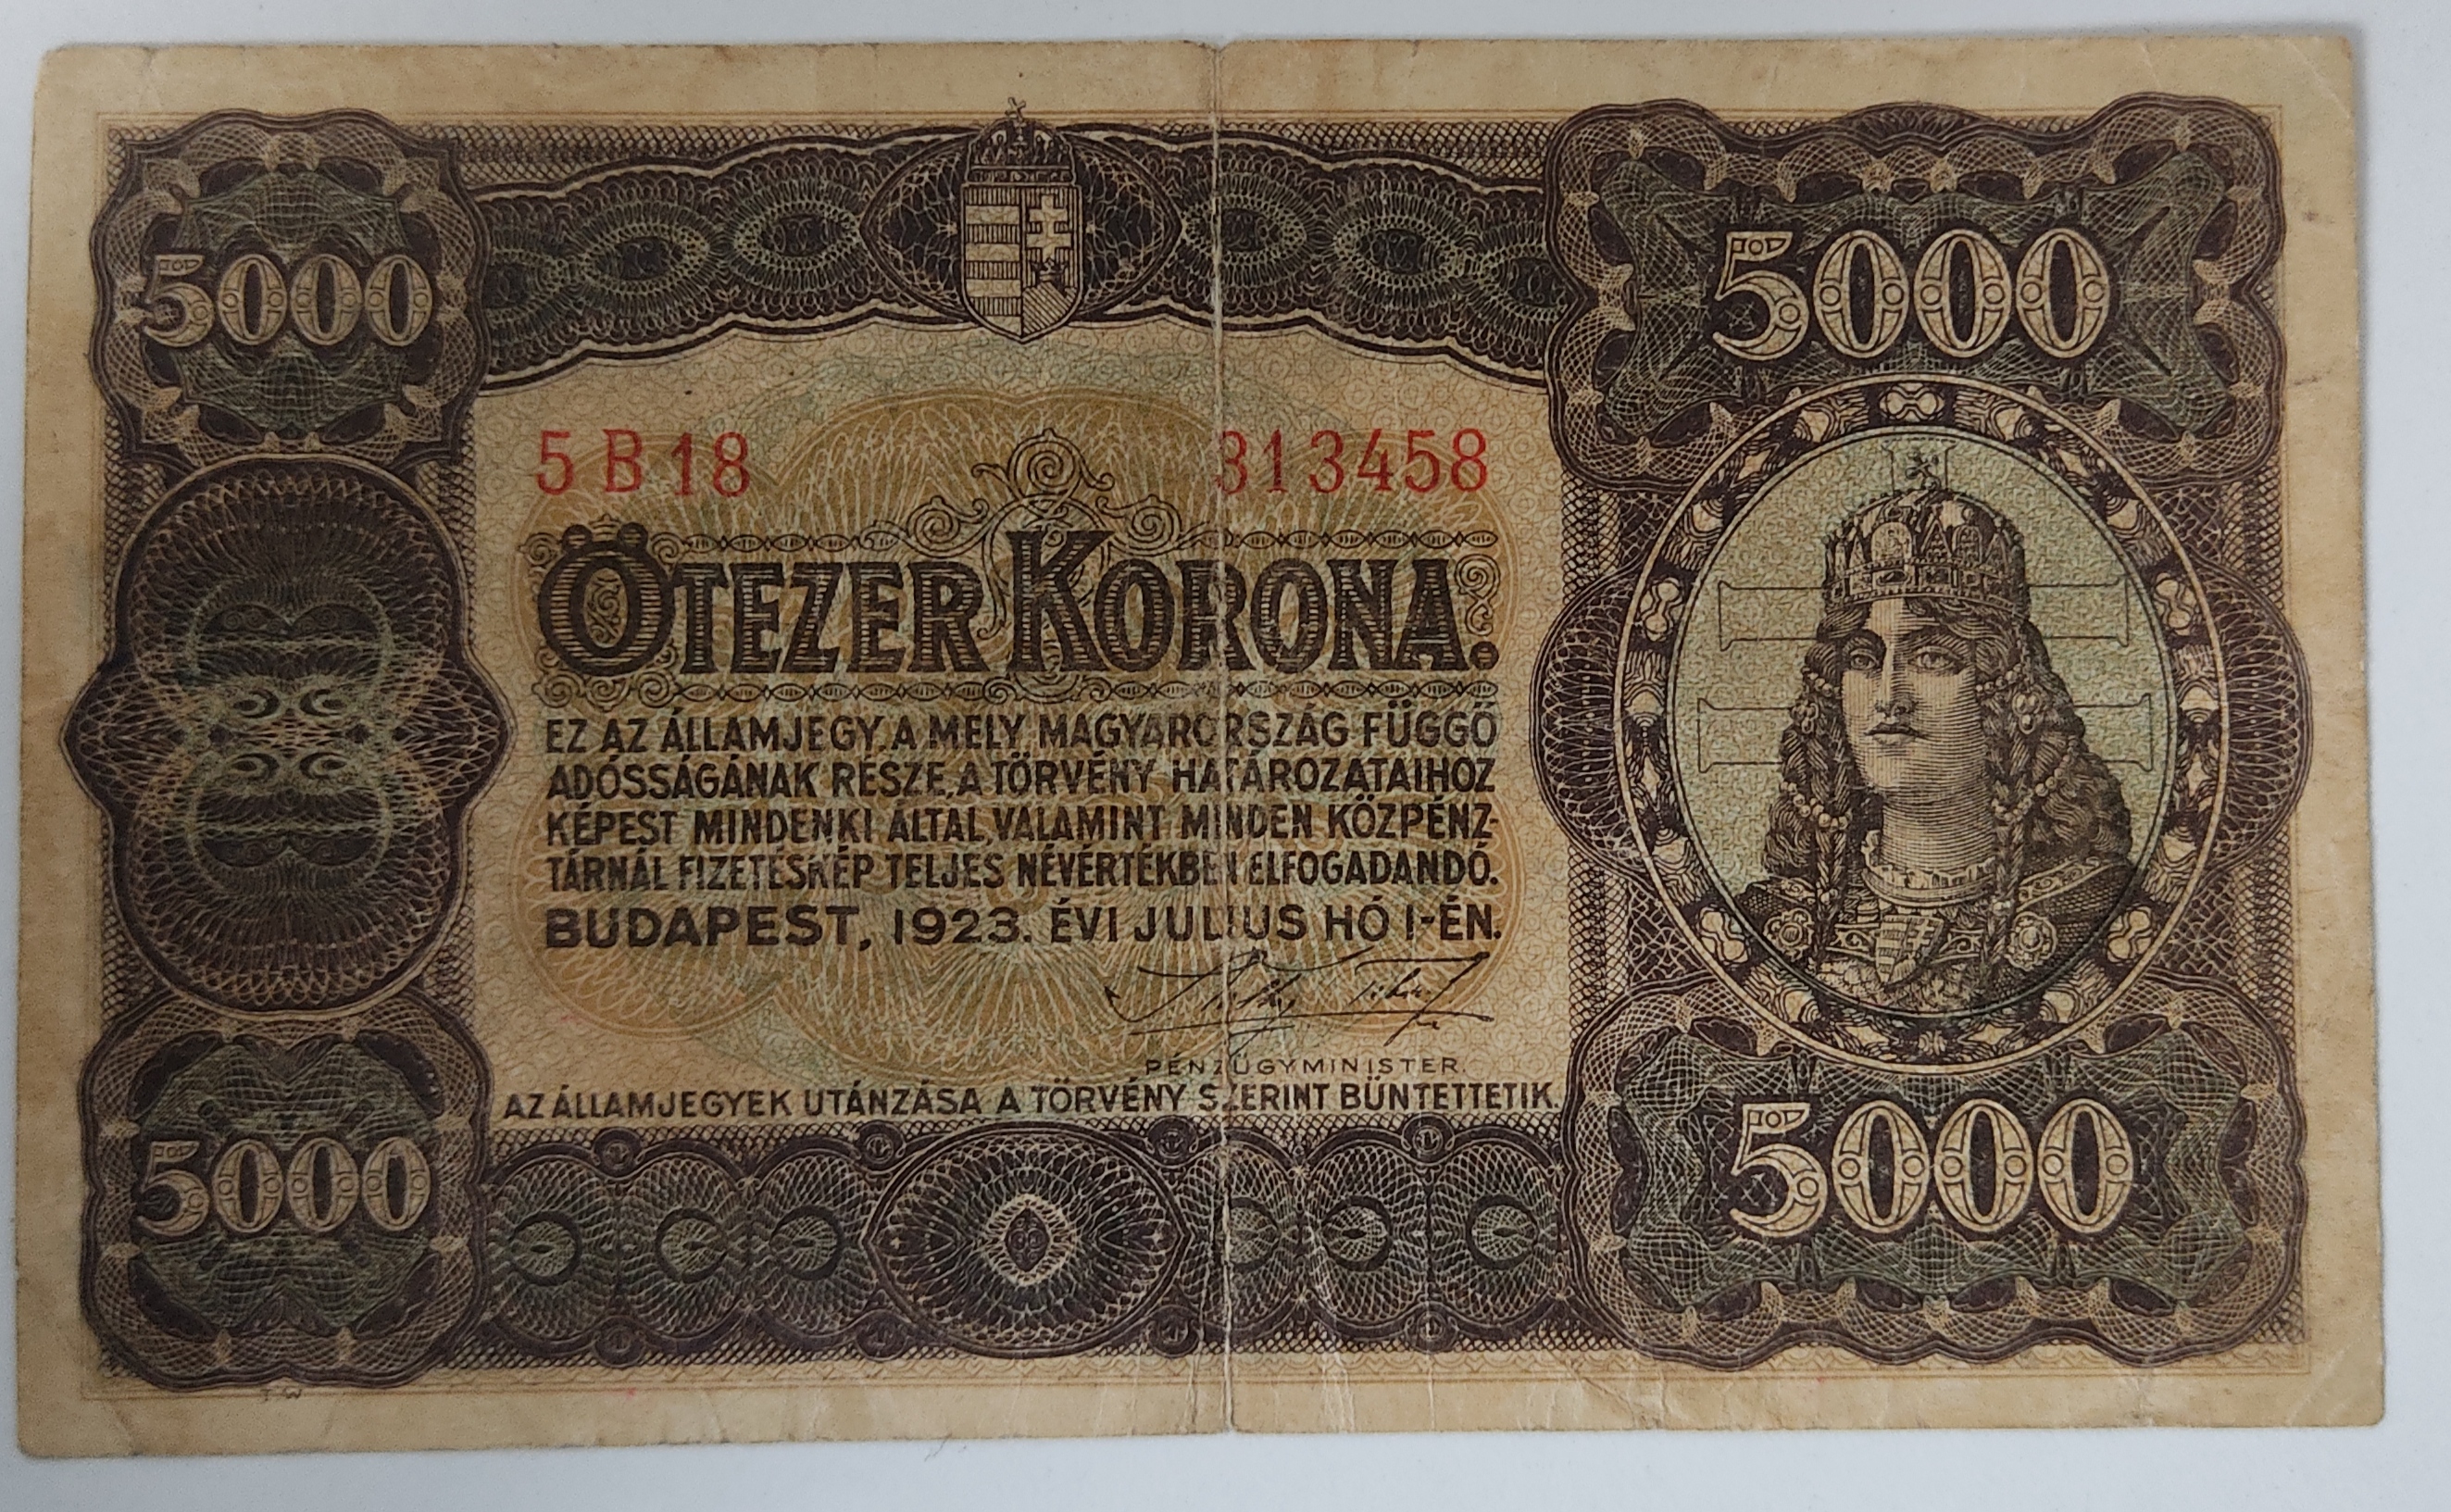 5000
5000
5 B 18 313458
ÖTEZER KORONA.
EZ AZ ÁLLAMJEGY, A MELY MAGYARORSZÁG FÜGGŐ
ADÓSSÁGÁNAK RÉSZE, A TÖRVÉNY HATÁROZATAIHOZ
KÉPEST MINDENKI ÁLTAL, VALAMINT MINDEN KÖZPÉNZ-
TÁRNÁL FIZETÉSKÉP TELJES NÉVÉRTÉKBEN ELFOGADANDÓ.
BUDAPEST, 1923. ÉVI JULIUS HÓ 1-ÉN.
PÉNZÜGYMINISTER.
AZ ÁLLAMJEGYEK UTÁNZÁSA A TÖRVÉNY SZERINT BÜNTETTETIK.
5000
5000